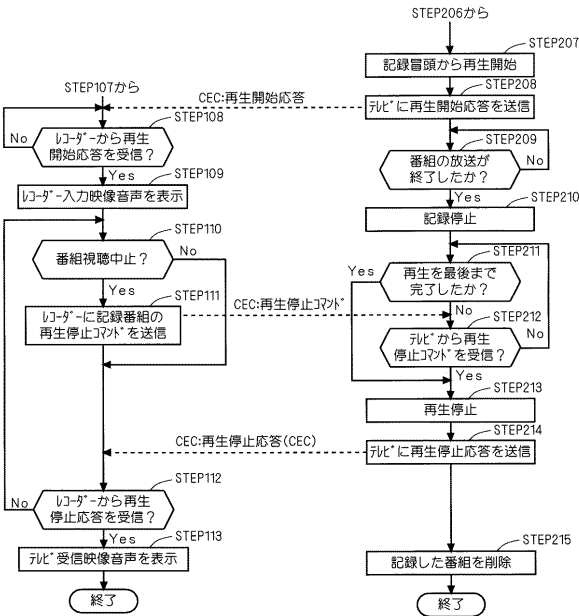 STEP206から
STEP207
記録冒頭から再生開始
STEP208
テレビに再生開始応答を送信
STEP209
番組の放送が
終了したか？
No
Yes
STEP210
記録停止
STEP211
再生を最後まで
完了したか？
Yes
No
STEP212
テレビから再生
停止コマンドを受信？
No
Yes
STEP213
再生停止
STEP214
テレビに再生停止応答を送信
STEP215
記録した番組を削除
終了
STEP107から
CEC:再生開始応答
STEP108
レコーダーから再生
開始応答を受信？
No
Yes
STEP109
レコーダー入力映像音声を表示
STEP110
番組視聴中止？
No
Yes
STEP111
レコーダーに記録番組の
再生停止コマンドを送信
CEC:再生停止コマンド
CEC:再生停止応答(CEC)
STEP112
レコーダーから再生
停止応答を受信？
No
Yes
STEP113
テレビ受信映像音声を表示
終了